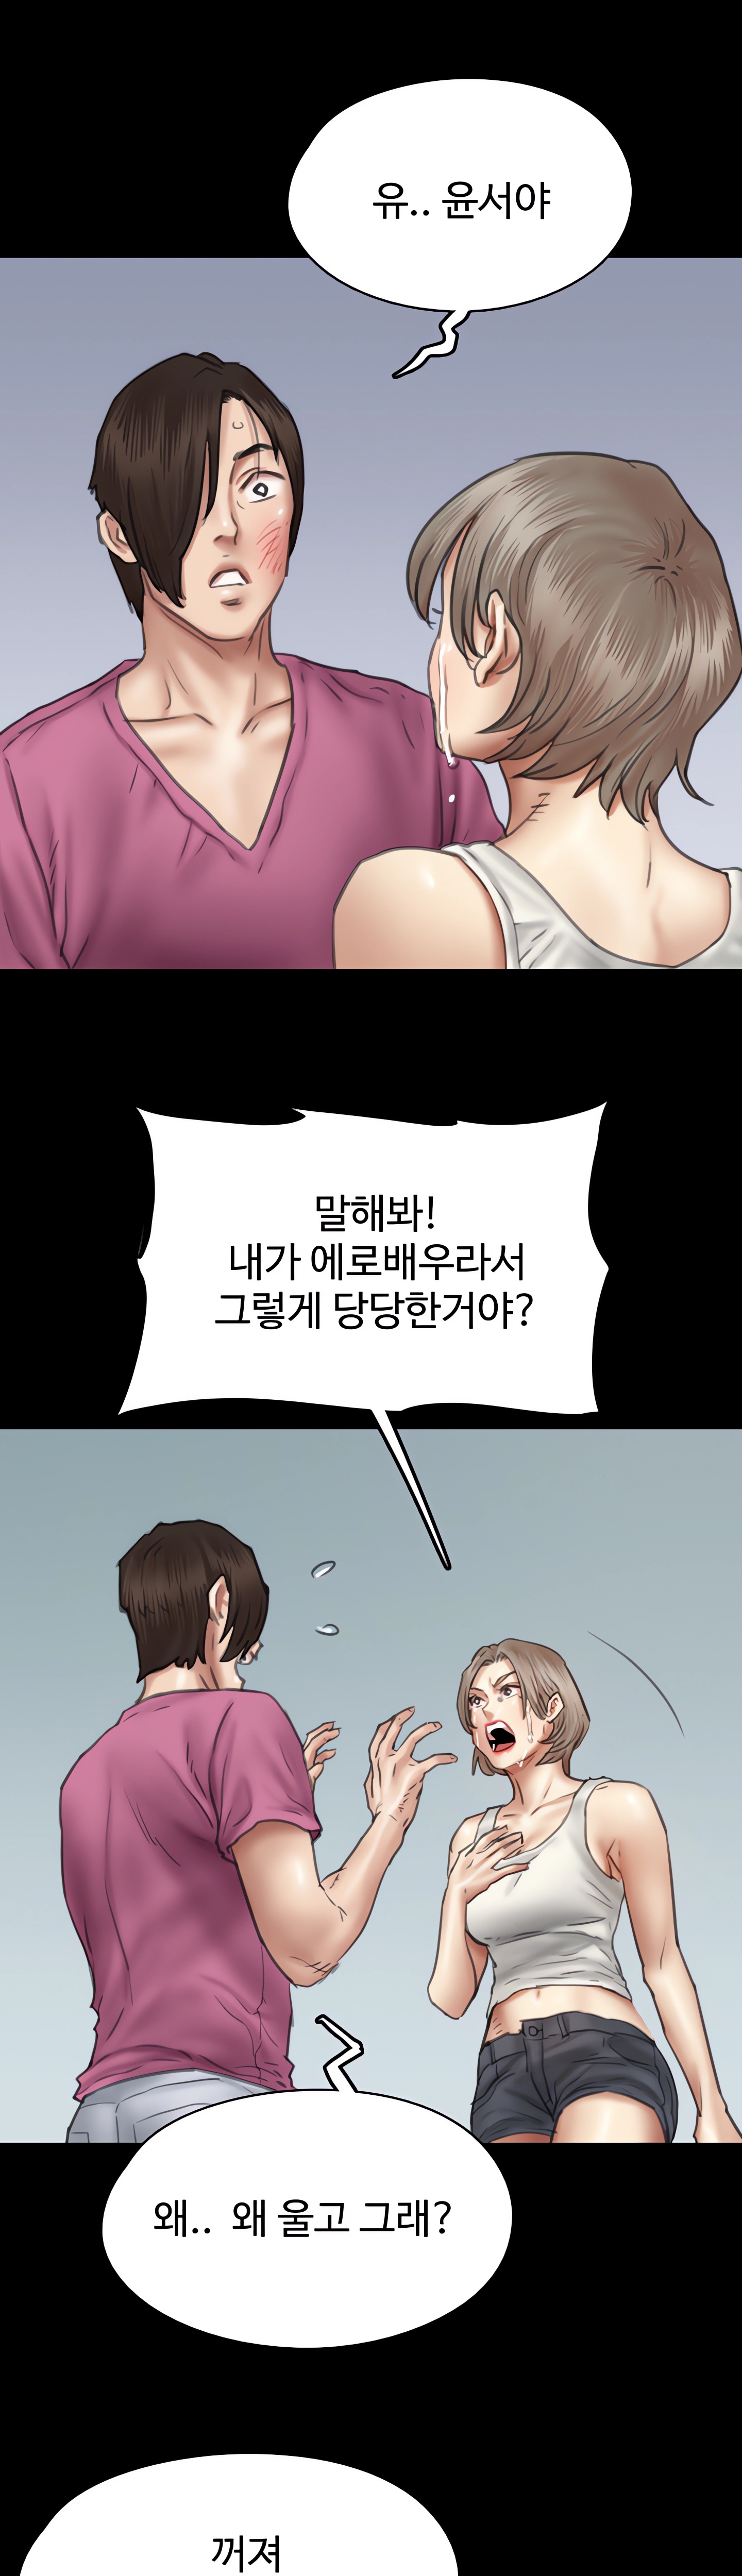 유.. 윤서야
말해봐!
내가 에로배우라서
그렇게 당당한거야?
왜.. 왜 울고 그래?
꺼져